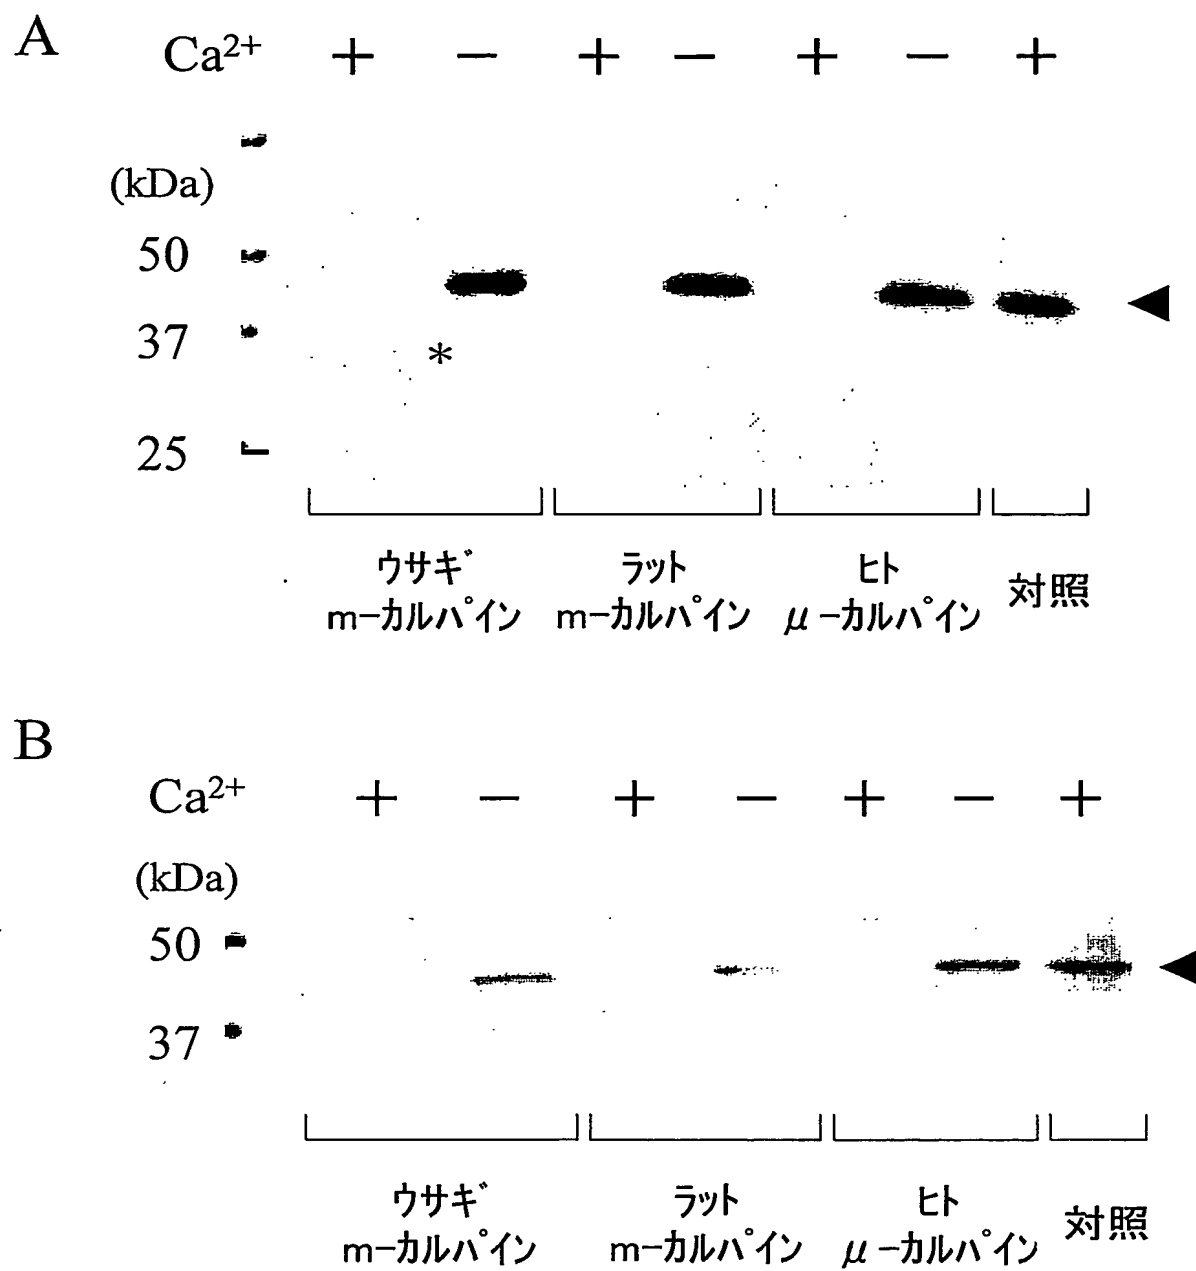 A
Ca²⁺ + − + − + − +
(kDa)
50
37
*
25
ウサギ ラット ヒト 対照
m−カルパイン m−カルパイン μ−カルパイン
B
Ca²⁺ + − + − + − +
(kDa)
50
37
ウサギ ラット ヒト 対照
m−カルパイン m−カルパイン μ−カルパイン